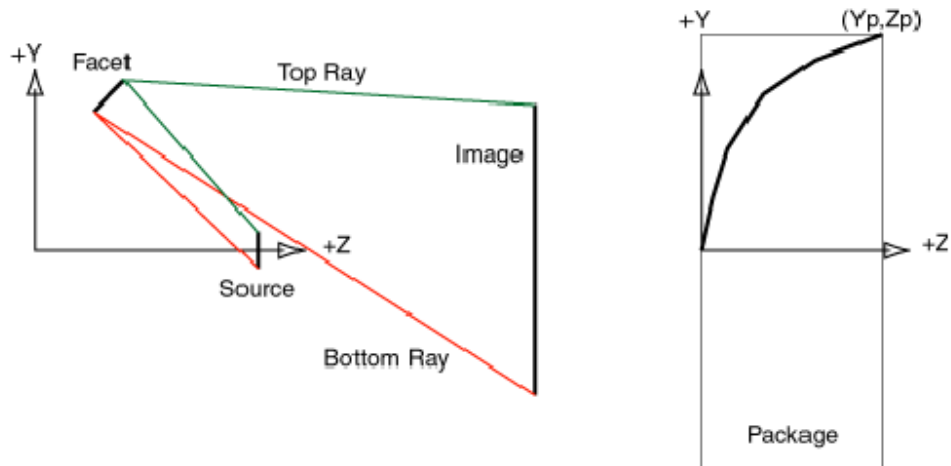 +Y
Facet
Top Ray
Image
+Z
Source
Bottom Ray
+Y
(Yp,Zp)
+Z
Package